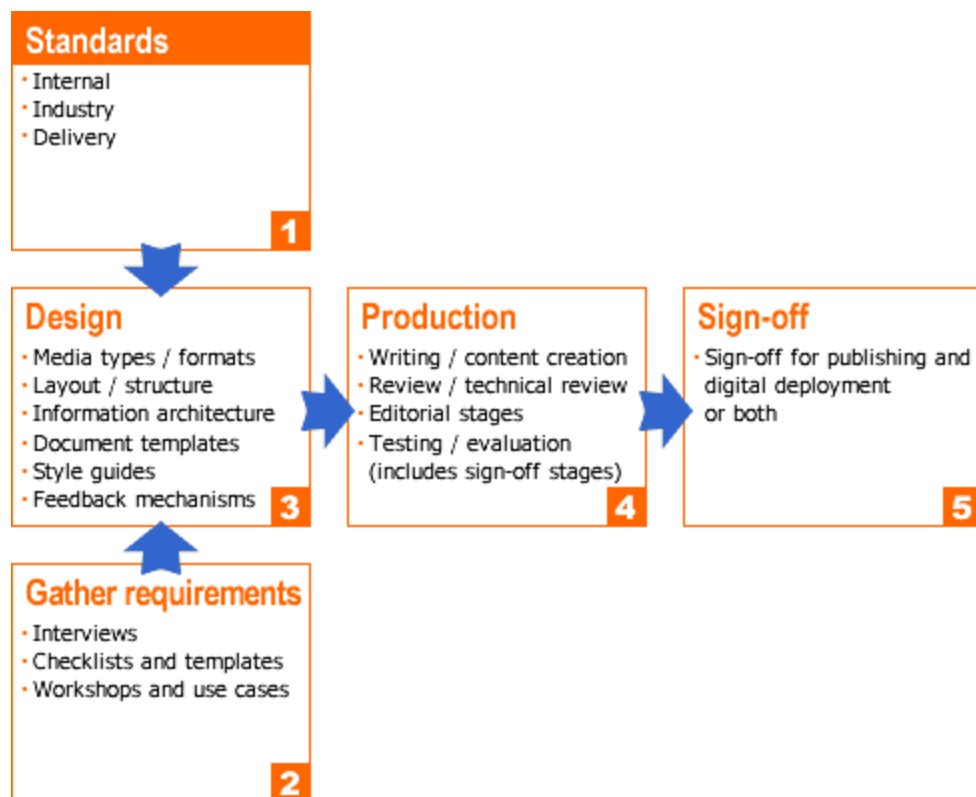 Standards
· Internal
· Industry
· Delivery
1
Design
· Media types / formats
· Layout / structure
· Information architecture
· Document templates
· Style guides
· Feedback mechanisms
3
Production
· Writing / content creation
· Review / technical review
· Editorial stages
· Testing / evaluation
(includes sign-off stages)
4
Sign-off
· Sign-off for publishing and
digital deployment
or both
5
Gather requirements
· Interviews
· Checklists and templates
· Workshops and use cases
2